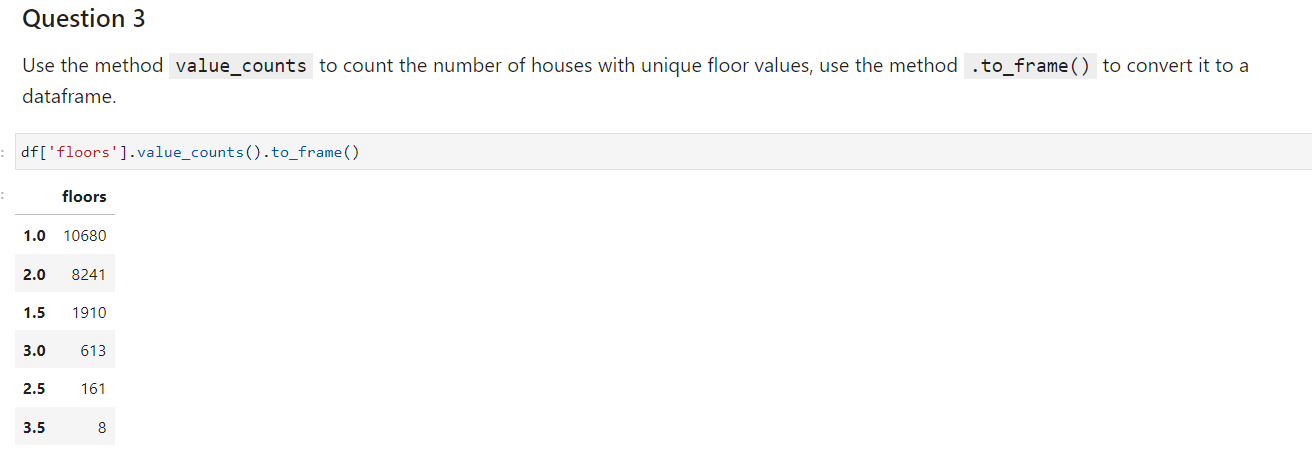 Question 3
Use the method value_counts to count the number of houses with unique floor values, use the method .to_frame() to convert it to a
dataframe.
: df['floors'].value_counts().to_frame()
: floors
1.0 10680
2.0 8241
1.5 1910
3.0 613
2.5 161
3.5 8